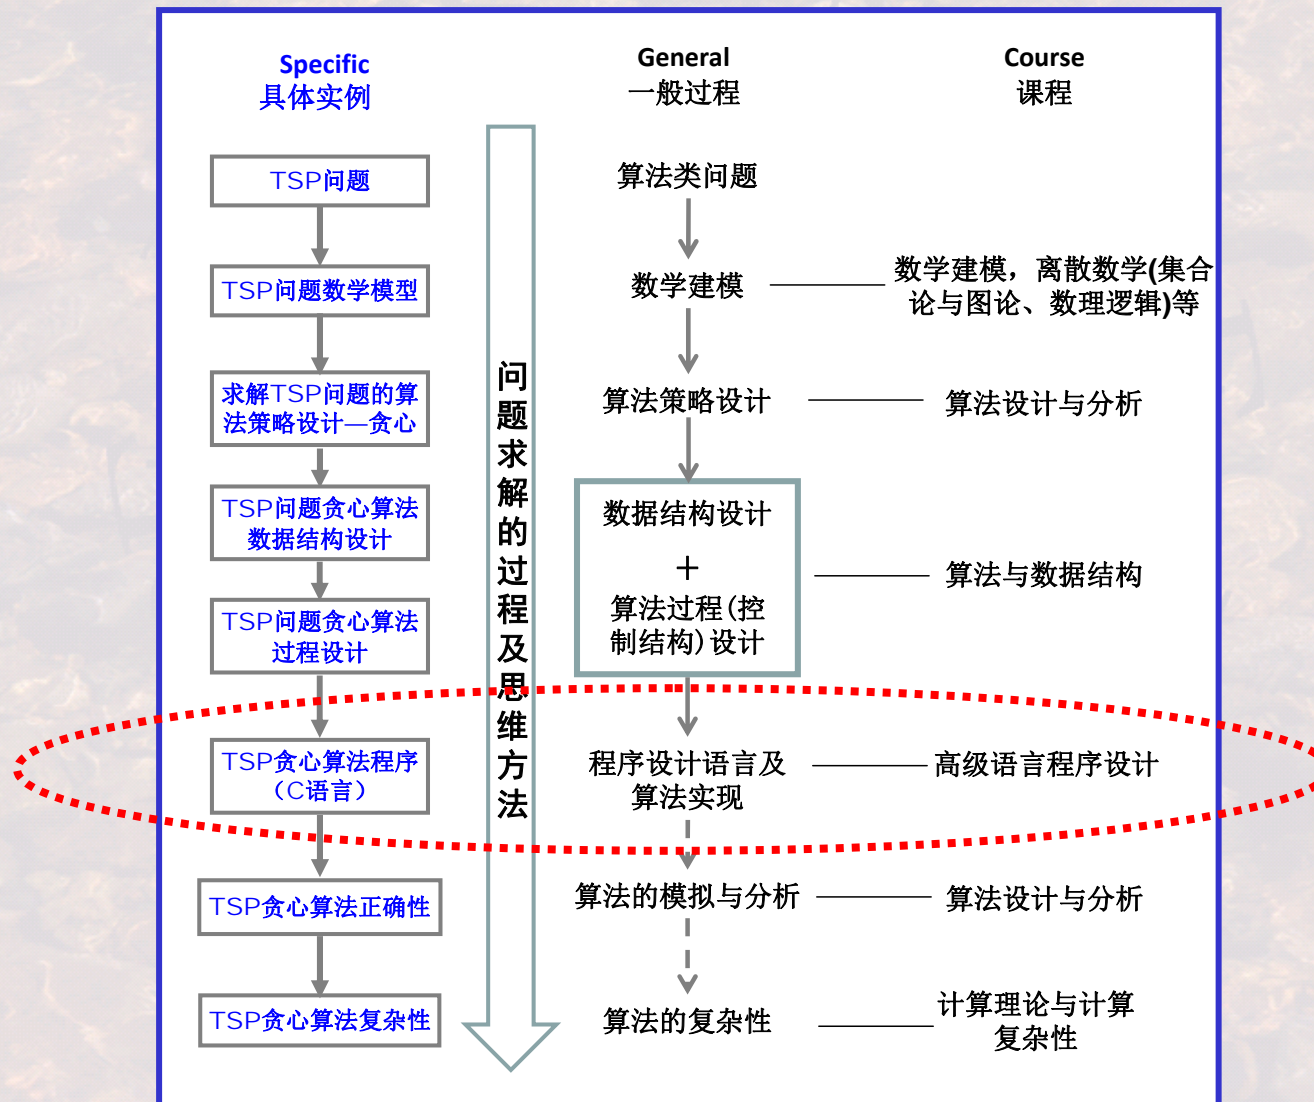 Specific
具体实例
General
一般过程
Course
课程
TSP问题
TSP问题数学模型
求解TSP问题的算
法策略设计—贪心
TSP问题贪心算法
数据结构设计
TSP问题贪心算法
过程设计
TSP贪心算法程序
（C语言）
TSP贪心算法正确性
TSP贪心算法复杂性
问题求解的过程及思维方法
算法类问题
数学建模
算法策略设计
数据结构设计
＋
算法过程(控
制结构)设计
程序设计语言及
算法实现
算法的模拟与分析
算法的复杂性
数学建模，离散数学(集合
论与图论、数理逻辑)等
算法设计与分析
算法与数据结构
高级语言程序设计
算法设计与分析
计算理论与计算
复杂性